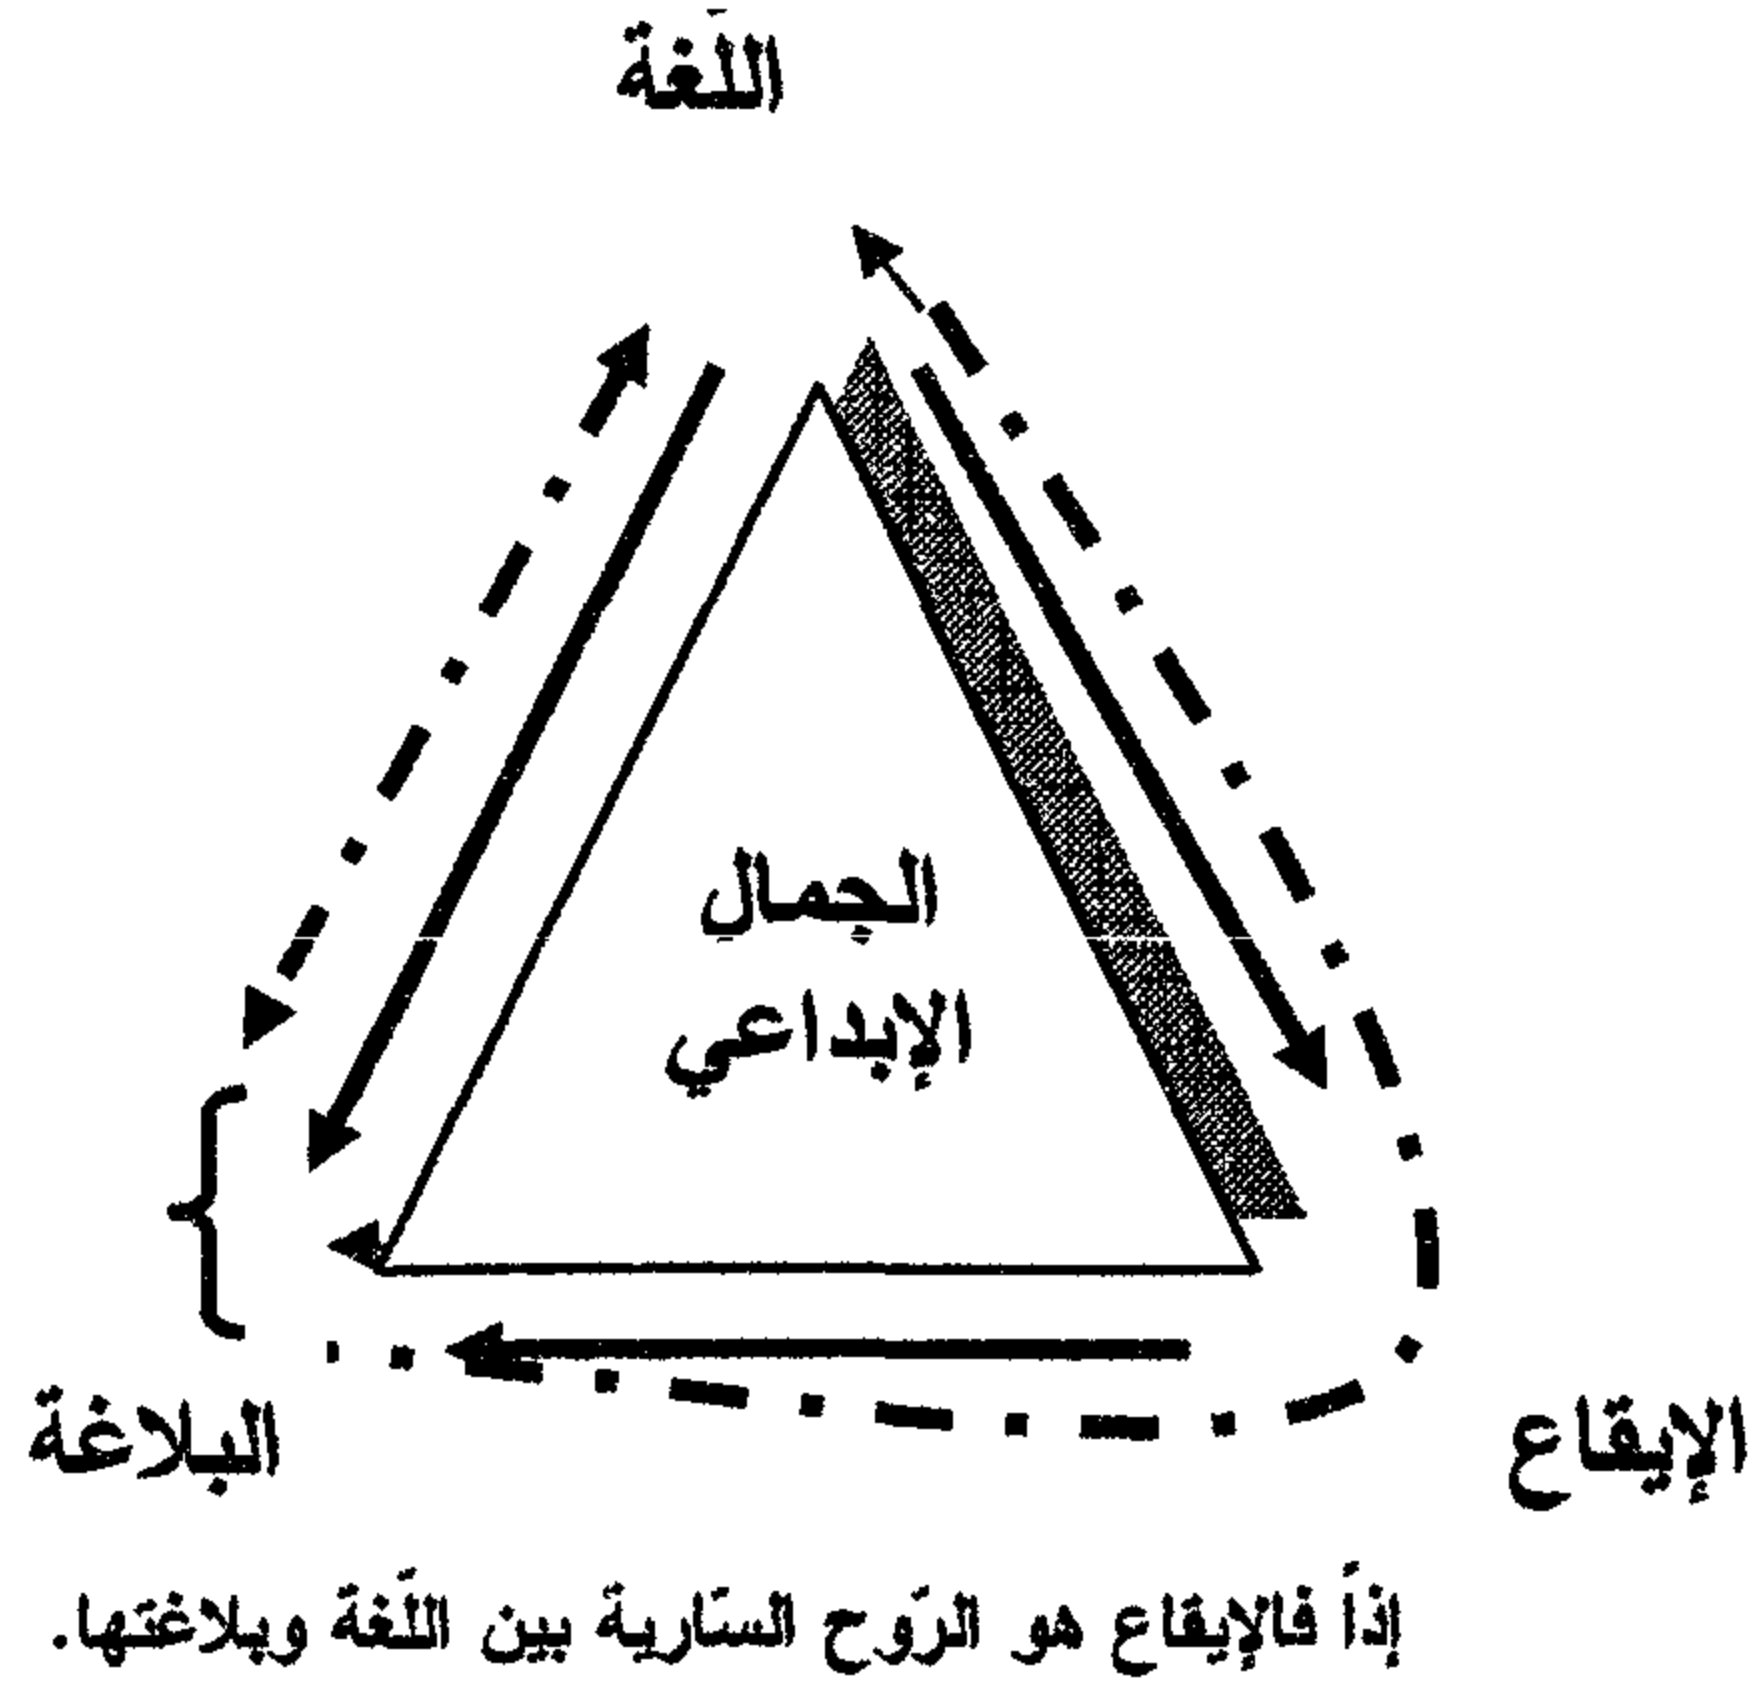 اللّغة
الجمال
الإبداعي
الإيقاع
البلاغة
إذاً فالإيقاع هو الرّوح السّارية بين اللّغة وبلاغتها.